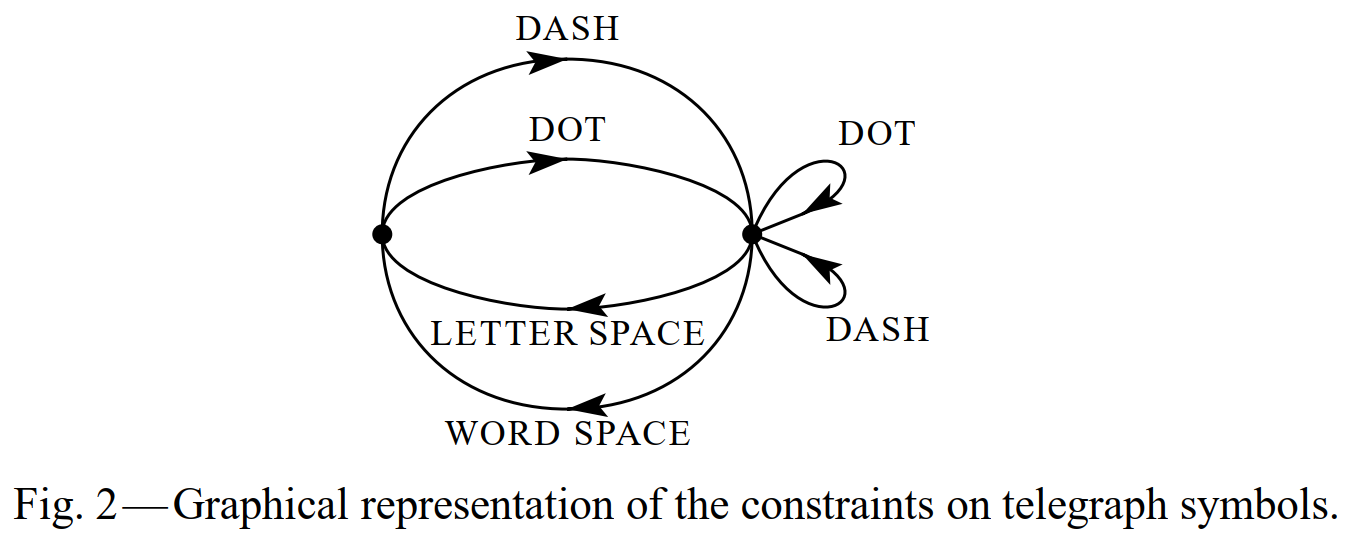 DASH
DOT
DOT
LETTER SPACE
DASH
WORD SPACE
Fig. 2—Graphical representation of the constraints on telegraph symbols.